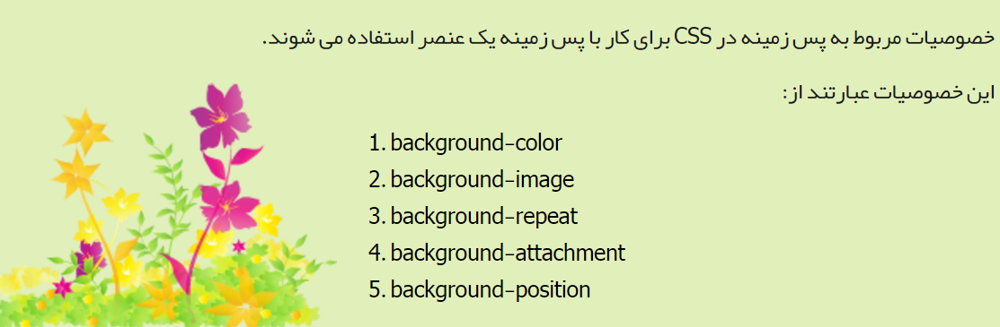 خصوصیات مربوط به پس زمینه در CSS برای کار با پس زمینه یک عنصر استفاده می شوند.
این خصوصیات عبارتند از:
1. background-color
2. background-image
3. background-repeat
4. background-attachment
5. background-position